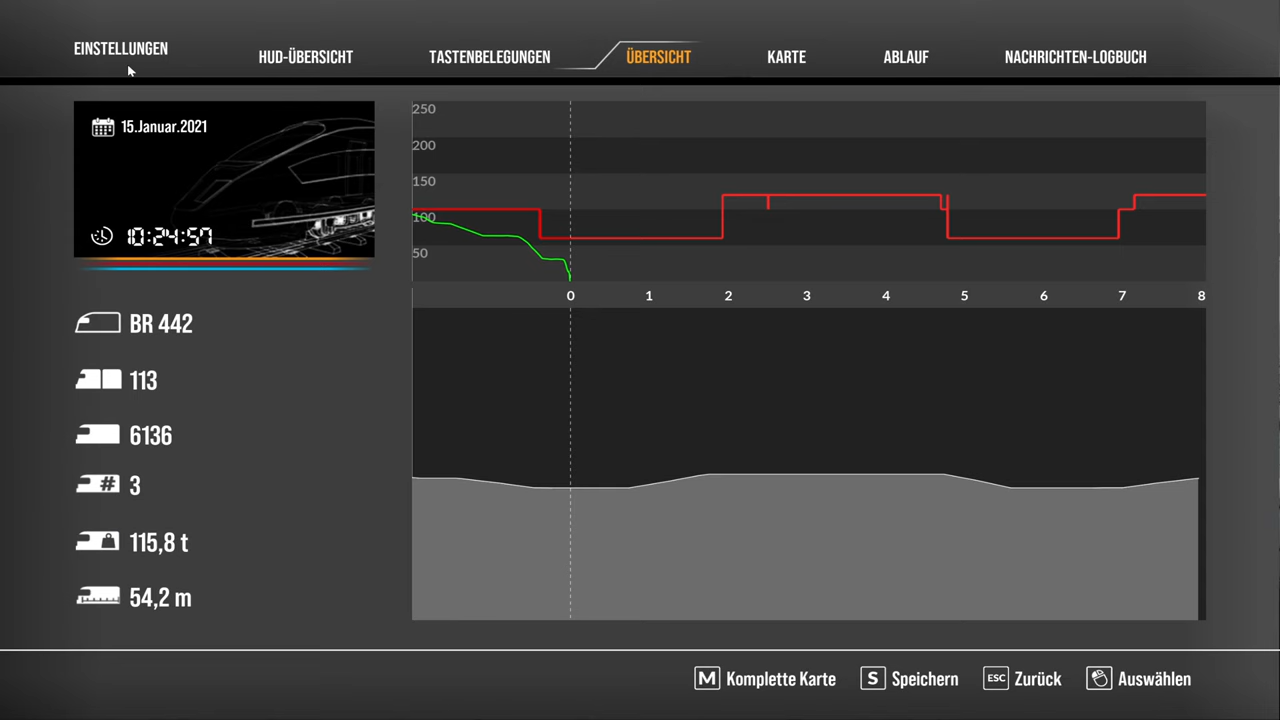 EINSTELLUNGEN
HUD-ÜBERSICHT
TASTENBELEGUNGEN
ÜBERSICHT
KARTE
ABLAUF
NACHRICHTEN-LOGBUCH
15.Januar.2021
10:24:57
BR 442
113
6136
# 3
115,8 t
54,2 m
250
200
150
100
50
0 1 2 3 4 5 6 7 8
M Komplette Karte
S Speichern
ESC Zurück
Auswählen